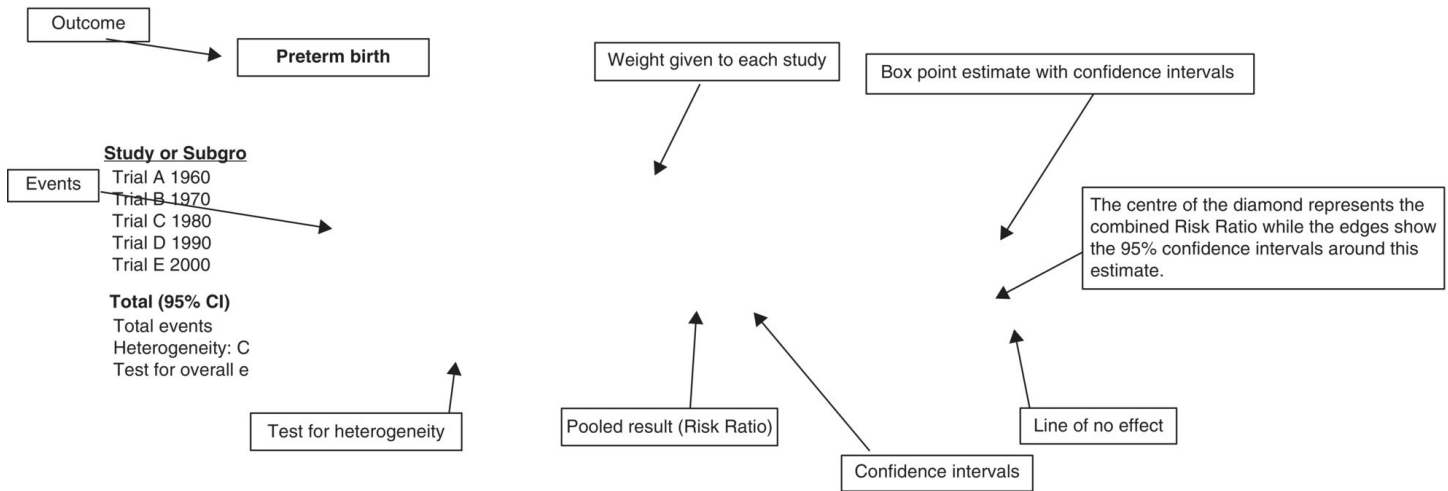 Outcome
Preterm birth
Weight given to each study
Box point estimate with confidence intervals
Study or Subgro
Trial A 1960
Events
Trial B 1970
Trial C 1980
Trial D 1990
Trial E 2000
The centre of the diamond represents the
combined Risk Ratio while the edges show
the 95% confidence intervals around this
estimate.
Total (95% CI)
Total events
Heterogeneity: C
Test for overall e
Test for heterogeneity
Pooled result (Risk Ratio)
Line of no effect
Confidence intervals